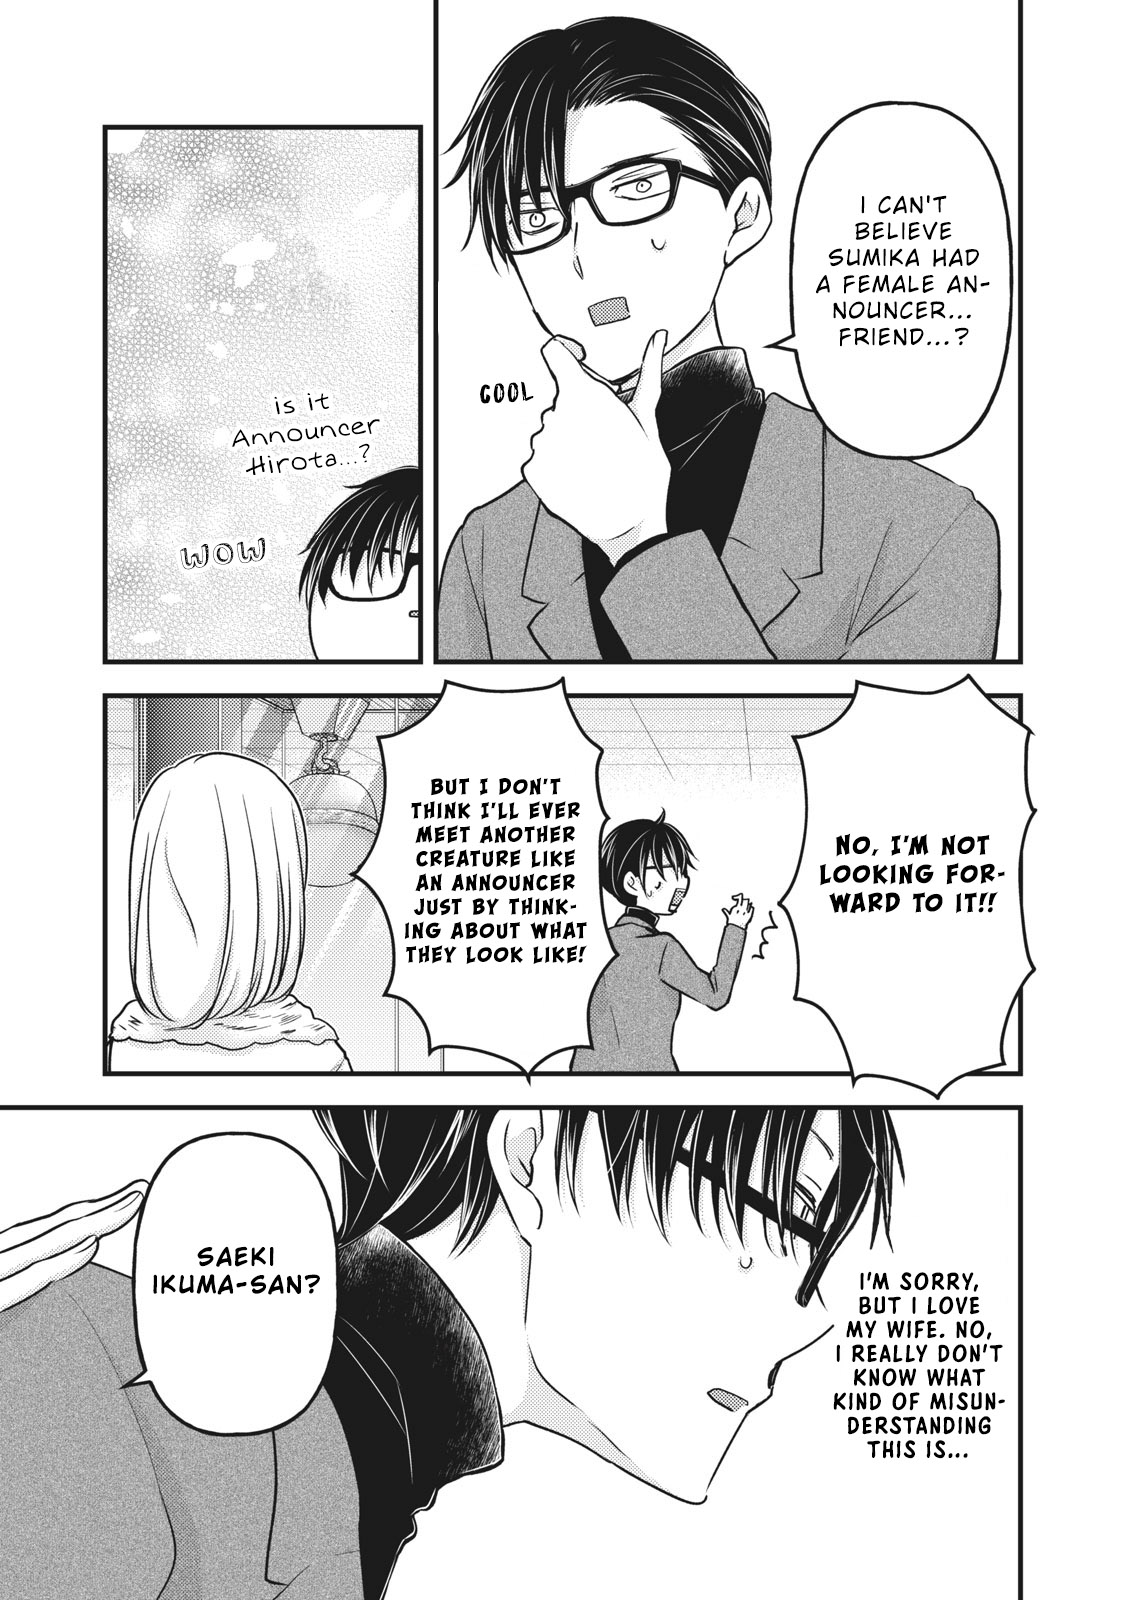 I CAN'T
BELIEVE
SUMIKA HAD
A FEMALE AN-
NOUNCER...
FRIEND...?
COOL
is it
Announcer
Hirota...?
WOW
NO, I'M NOT
LOOKING FOR-
WARD TO IT!!
BUT I DON'T
THINK I'LL EVER
MEET ANOTHER
CREATURE LIKE
AN ANNOUNCER
JUST BY THINK-
ING ABOUT WHAT
THEY LOOK LIKE!
I'M SORRY,
BUT I LOVE
MY WIFE. NO,
I REALLY DON'T
KNOW WHAT
KIND OF MISUN-
DERSTANDING
THIS IS...
SAEKI
IKUMA-SAN?